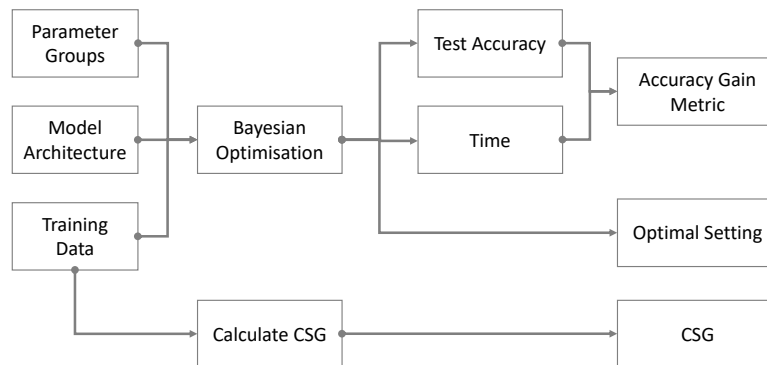 Parameter
Groups
Test Accuracy
Accuracy Gain
Metric
Model
Architecture
Bayesian
Optimisation
Time
Training
Data
Optimal Setting
Calculate CSG
CSG